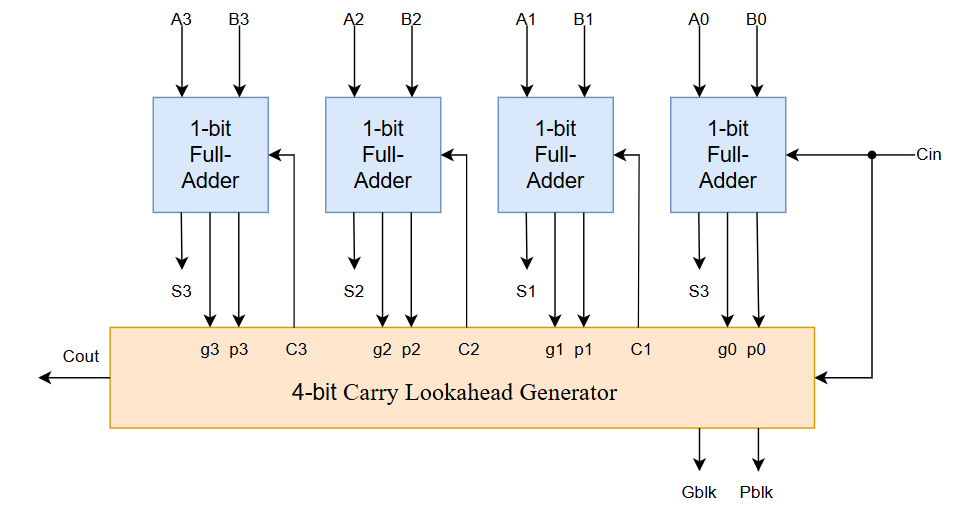 A3 B3 A2 B2 A1 B1 A0 B0
1-bit
Full-
Adder
1-bit
Full-
Adder
1-bit
Full-
Adder
1-bit
Full-
Adder
Cin
S3 S2 S1 S3
Cout
g3 p3 C3 g2 p2 C2 g1 p1 C1 g0 p0
4-bit Carry Lookahead Generator
Gblk Pblk